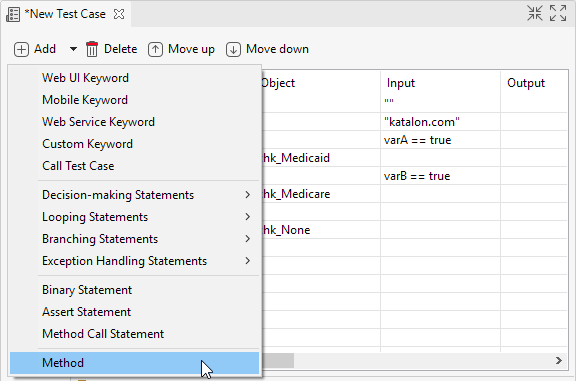 *New Test Case
Add Delete Move up Move down
Object Input Output
Web UI Keyword
Mobile Keyword
Web Service Keyword
Custom Keyword
Call Test Case
Decision-making Statements
Looping Statements
Branching Statements
Exception Handling Statements
Binary Statement
Assert Statement
Method Call Statement
Method
""
"katalon.com"
varA == true
hk_Medicaid
varB == true
hk_Medicare
hk_None